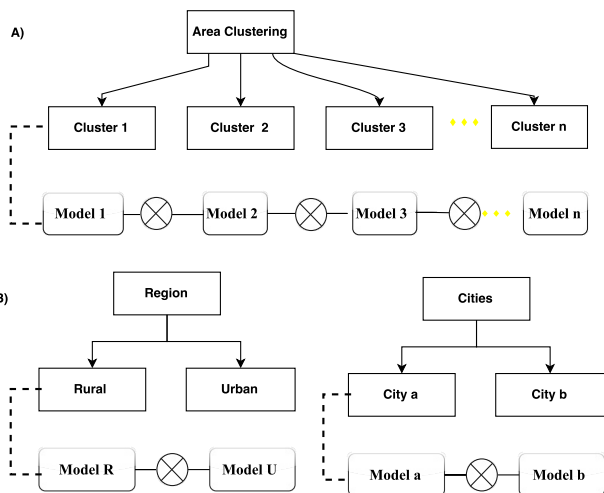 A)
Area Clustering
Cluster 1 Cluster 2 Cluster 3 Cluster n
Model 1 Model 2 Model 3 Model n
B)
Region Cities
Rural Urban City a City b
Model R Model U Model a Model b